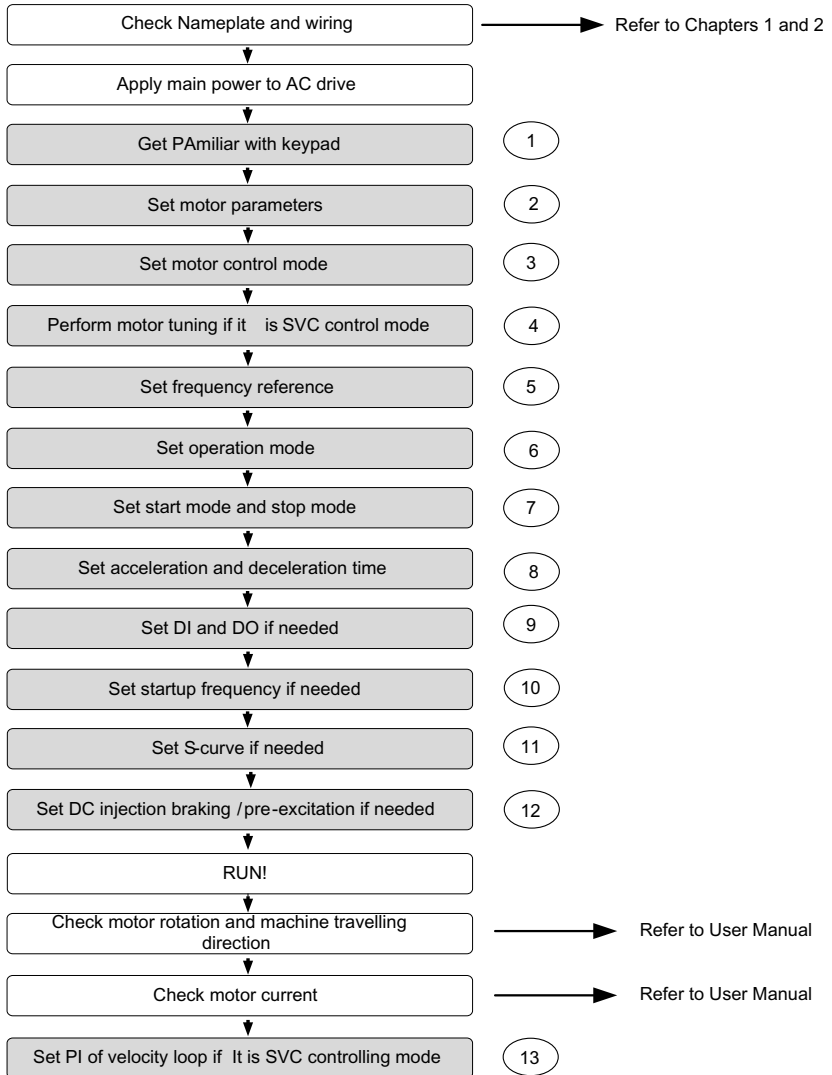 Check Nameplate and wiring
Refer to Chapters 1 and 2
Apply main power to AC drive
Get PAmiliar with keypad
1
Set motor parameters
2
Set motor control mode
3
Perform motor tuning if it is SVC control mode
4
Set frequency reference
5
Set operation mode
6
Set start mode and stop mode
7
Set acceleration and deceleration time
8
Set DI and DO if needed
9
Set startup frequency if needed
10
Set S-curve if needed
11
Set DC injection braking /pre-excitation if needed
12
RUN!
Check motor rotation and machine travelling
direction
Refer to User Manual
Check motor current
Refer to User Manual
Set PI of velocity loop if It is SVC controlling mode
13